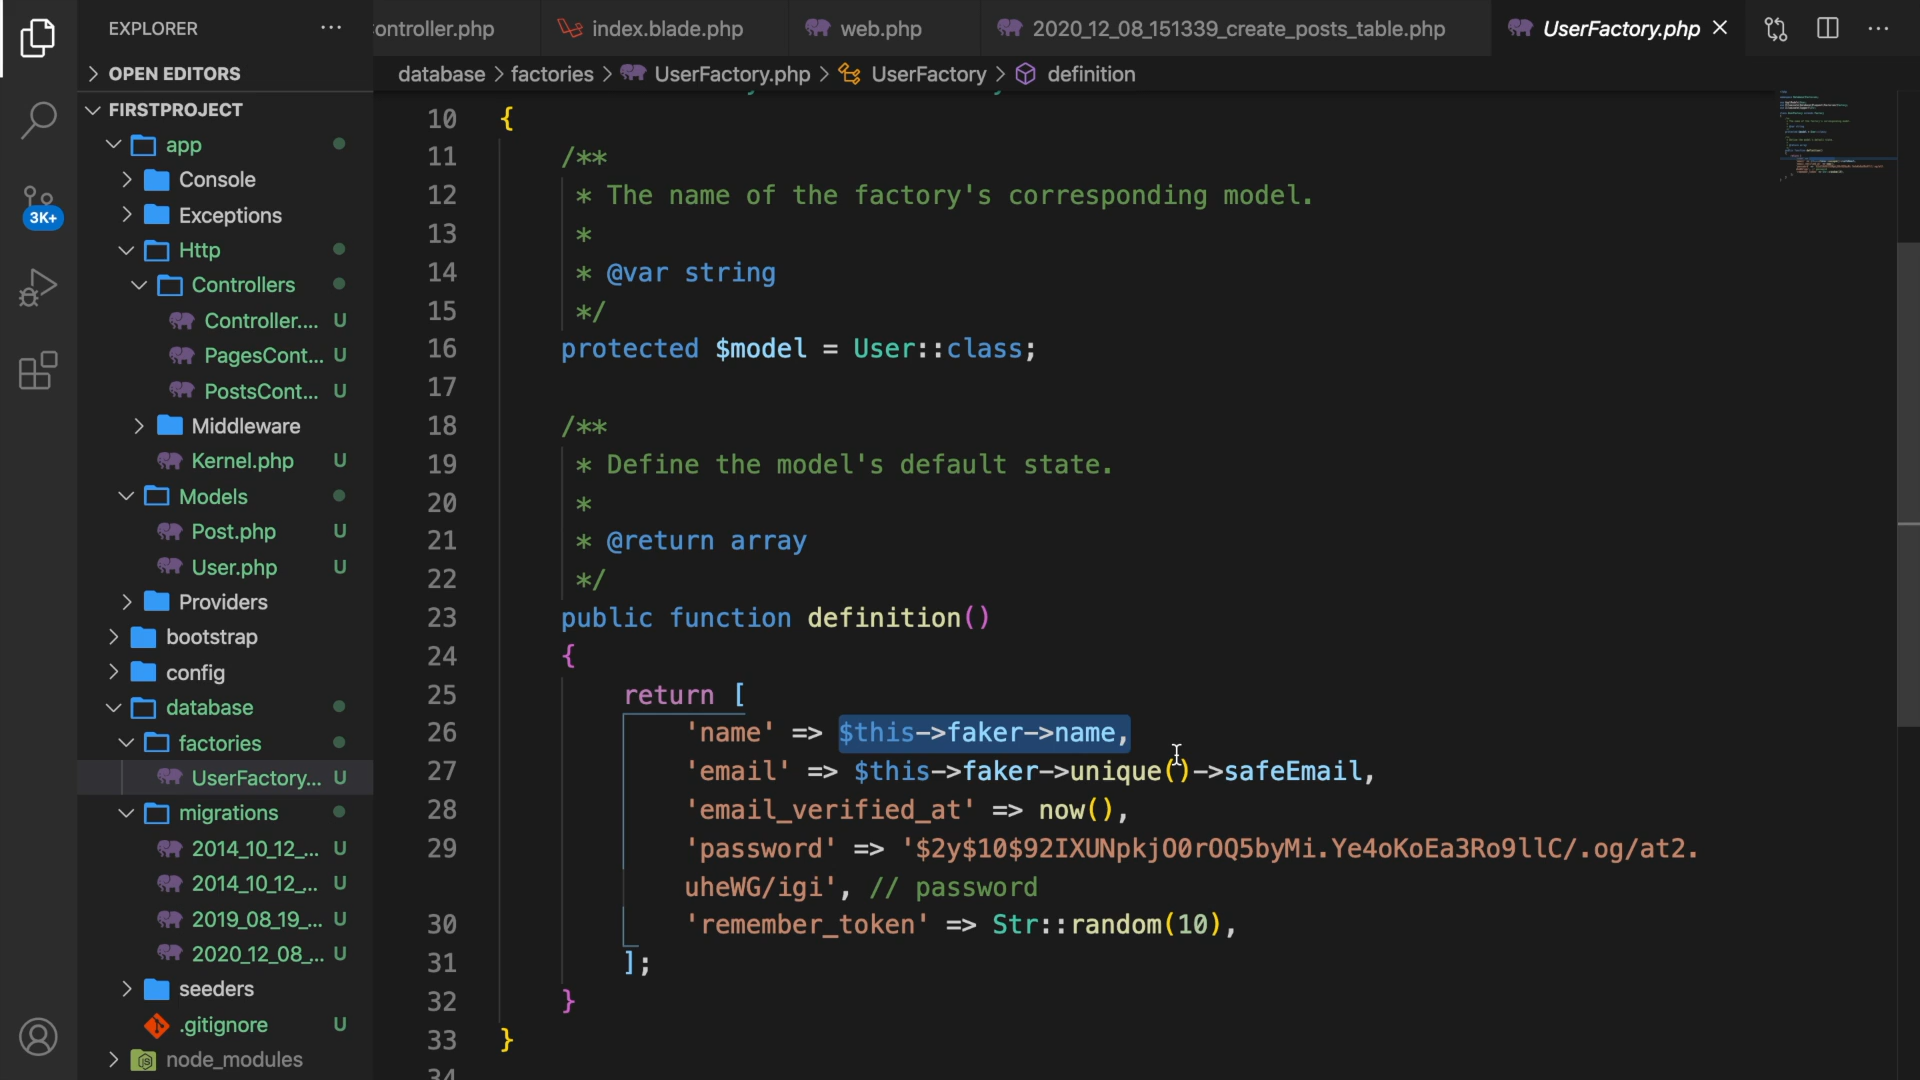 EXPLORER ···
ontroller.php
index.blade.php
web.php
2020_12_08_151339_create_posts_table.php
UserFactory.php
OPEN EDITORS
FIRSTPROJECT
app
Console
Exceptions
Http
Controllers
Controller.... U
PagesCont... U
PostsCont... U
Middleware
Kernel.php U
Models
Post.php U
User.php U
Providers
bootstrap
config
database
factories
UserFactory... U
migrations
2014_10_12_... U
2014_10_12_... U
2019_08_19_... U
2020_12_08_... U
seeders
.gitignore U
node_modules
3K+
database > factories > UserFactory.php > UserFactory > definition
10 {
11 /**
12 * The name of the factory's corresponding model.
13 *
14 * @var string
15 */
16 protected $model = User::class;
17
18 /**
19 * Define the model's default state.
20 *
21 * @return array
22 */
23 public function definition()
24 {
25 return [
26 'name' => $this->faker->name,
27 'email' => $this->faker->unique()->safeEmail,
28 'email_verified_at' => now(),
29 'password' => '$2y$10$92IXUNpkjO0rOQ5byMi.Ye4oKoEa3Ro9llC/.og/at2.
uheWG/igi', // password
30 'remember_token' => Str::random(10),
31 ];
32 }
33 }
34